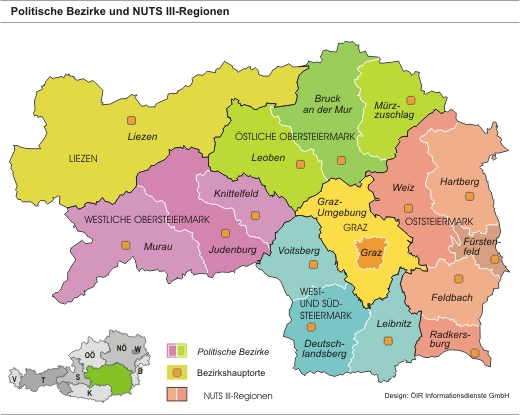 Politische Bezirke und NUTS III-Regionen
Bruck
an der Mur
Mürz-
zuschlag
Liezen
LIEZEN
ÖSTLICHE OBERSTEIERMARK
Leoben
Knittelfeld
WESTLICHE OBERSTEIERMARK
Murau
Judenburg
Graz-
Umgebung
GRAZ
Graz
Weiz
Hartberg
OSTSTEIERMARK
Fürsten-
feld
Voitsberg
WEST-
UND SÜD-
STEIERMARK
Deutsch-
landsberg
Leibnitz
Feldbach
Radkers-
burg
OÖ
NÖ
W
V
T
S
K
B
Politische Bezirke
Bezirkshauptorte
NUTS III-Regionen
Design: ÖIR Informationsdienste GmbH